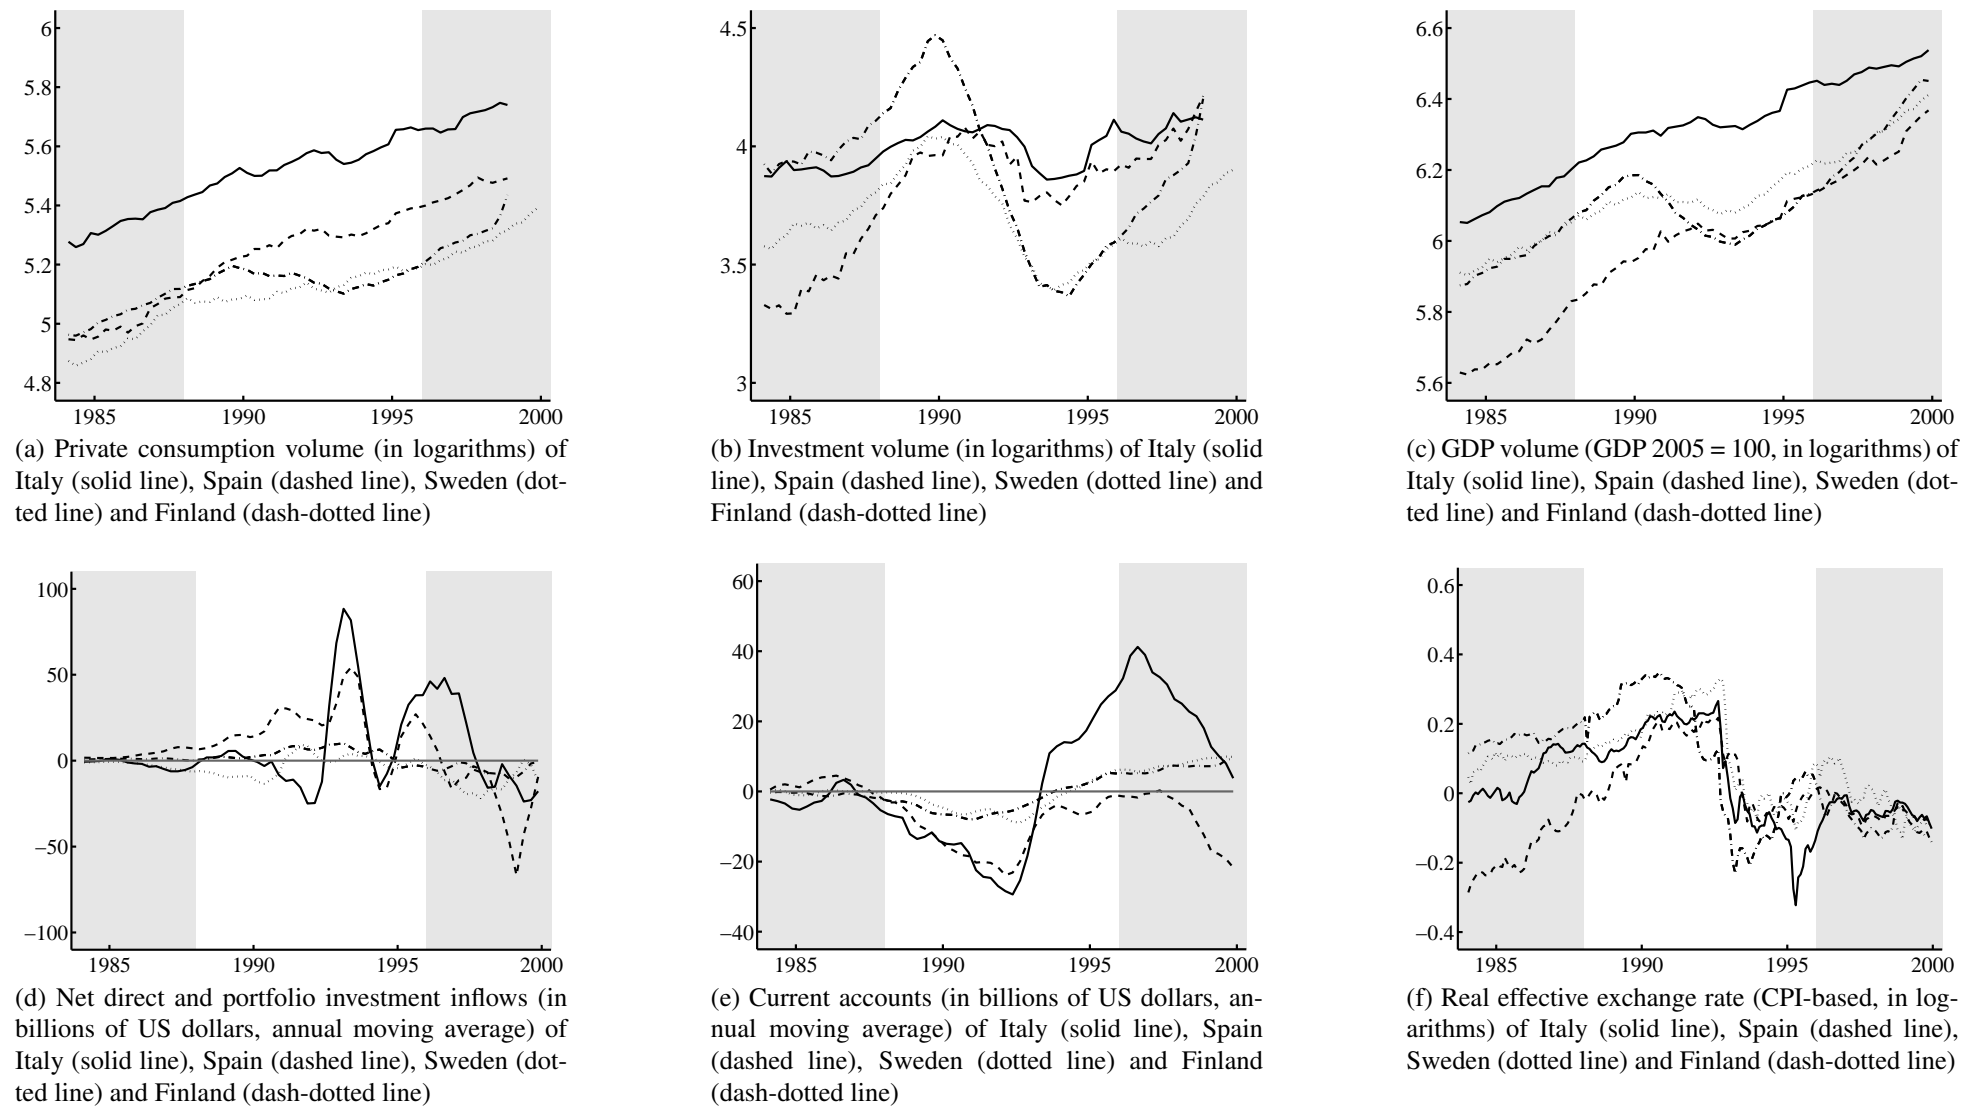 6
5.8
5.6
5.4
5.2
5
4.8
1985 1990 1995 2000
(a) Private consumption volume (in logarithms) of
Italy (solid line), Spain (dashed line), Sweden (dot-
ted line) and Finland (dash-dotted line)
4.5
4
3.5
3
1985 1990 1995 2000
(b) Investment volume (in logarithms) of Italy (solid
line), Spain (dashed line), Sweden (dotted line) and
Finland (dash-dotted line)
6.6
6.4
6.2
6
5.8
5.6
1985 1990 1995 2000
(c) GDP volume (GDP 2005 = 100, in logarithms) of
Italy (solid line), Spain (dashed line), Sweden (dot-
ted line) and Finland (dash-dotted line)
100
50
0
−50
−100
1985 1990 1995 2000
(d) Net direct and portfolio investment inflows (in
billions of US dollars, annual moving average) of
Italy (solid line), Spain (dashed line), Sweden (dot-
ted line) and Finland (dash-dotted line)
60
40
20
0
−20
−40
1985 1990 1995 2000
(e) Current accounts (in billions of US dollars, an-
nual moving average) of Italy (solid line), Spain
(dashed line), Sweden (dotted line) and Finland
(dash-dotted line)
0.6
0.4
0.2
0
−0.2
−0.4
1985 1990 1995 2000
(f) Real effective exchange rate (CPI-based, in log-
arithms) of Italy (solid line), Spain (dashed line),
Sweden (dotted line) and Finland (dash-dotted line)